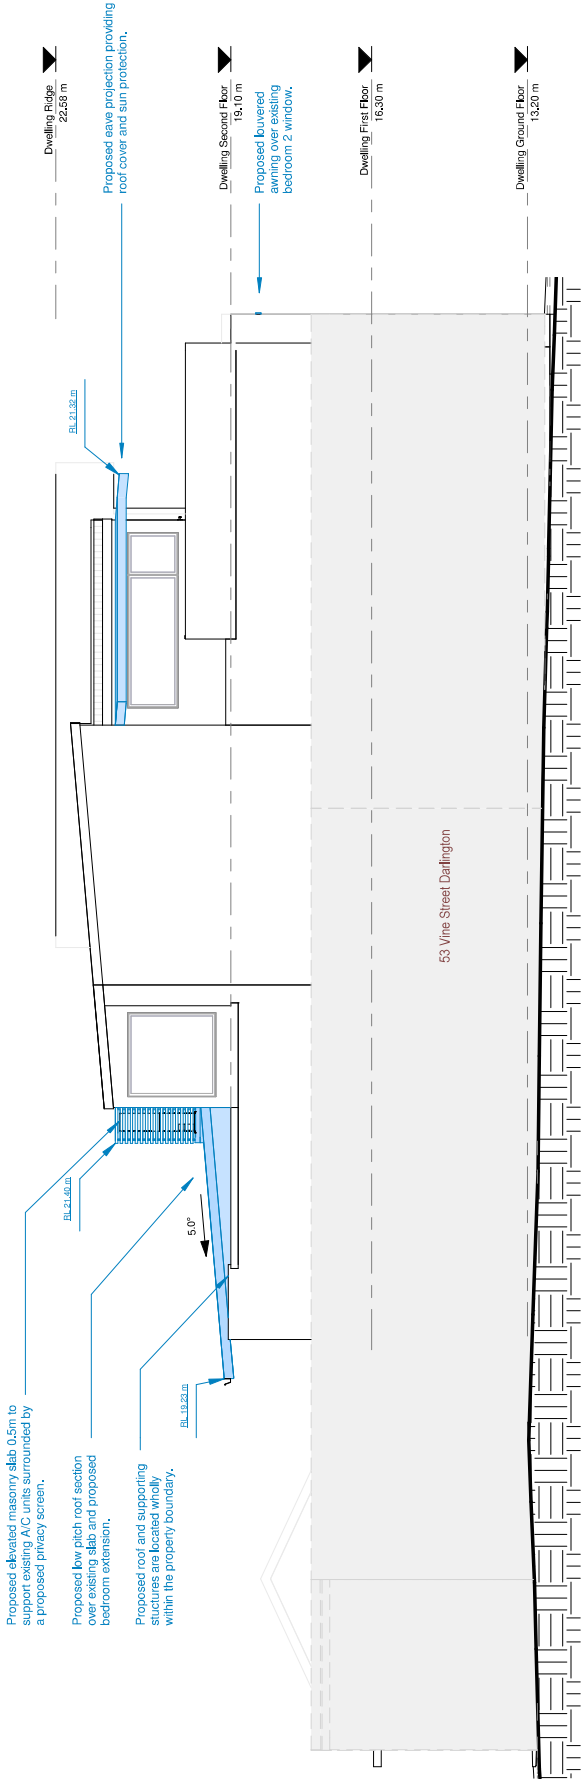 Proposed elevated masonry slab 0.5m to
support existing A/C units surrounded by
a proposed privacy screen.
RL 21.40 m
Proposed low pitch roof section
over existing slab and proposed
bedroom extension.
5.0°
Proposed roof and supporting
stuctures are located wholly
within the property boundary.
RL 19.23 m
RL 21.32 m
Proposed eave projection providing
roof cover and sun protection.
Proposed louvered
awning over existing
bedroom 2 window.
Dwelling Ridge
22.58 m
Dwelling Second Floor
19.10 m
Dwelling First Floor
16.30 m
Dwelling Ground Floor
13.20 m
53 Vine Street Darlington